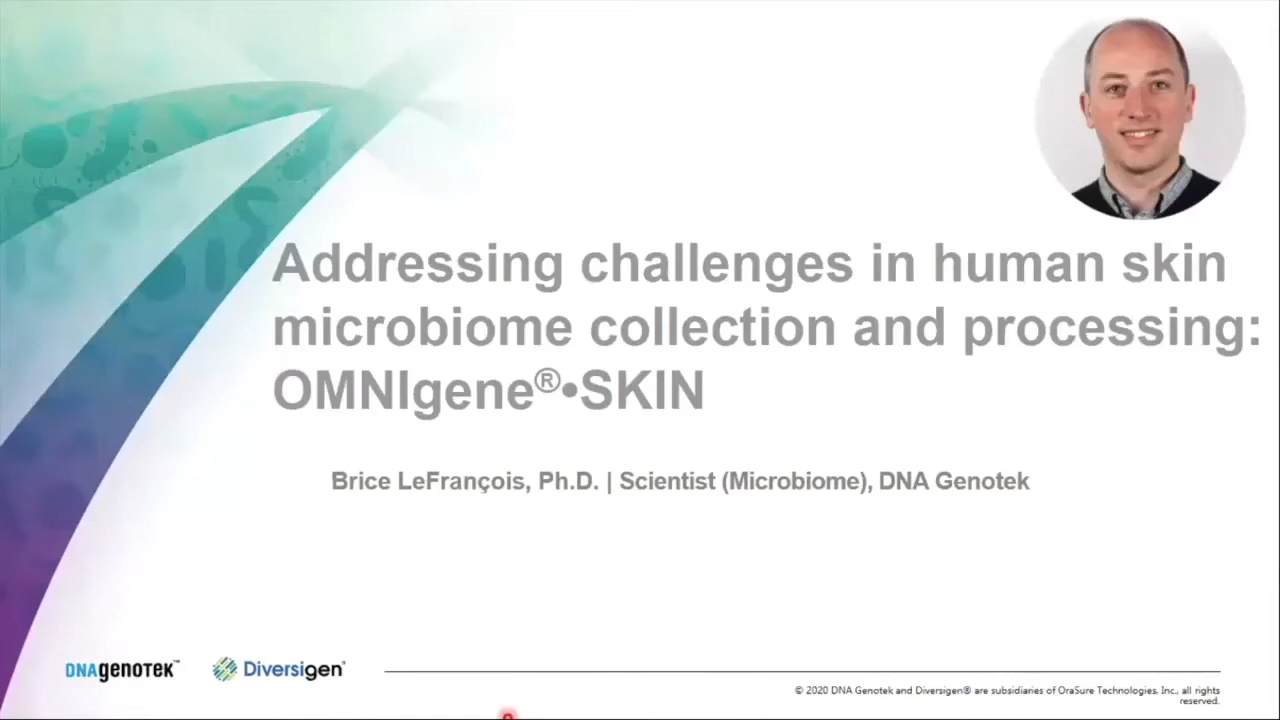 Addressing challenges in human skin
microbiome collection and processing:
OMNIgene®•SKIN
Brice LeFrançois, Ph.D. | Scientist (Microbiome), DNA Genotek
DNAgenoTek™
Diversigen®
© 2020 DNA Genotek and Diversigen® are subsidiaries of OraSure Technologies, Inc., all rights
reserved.